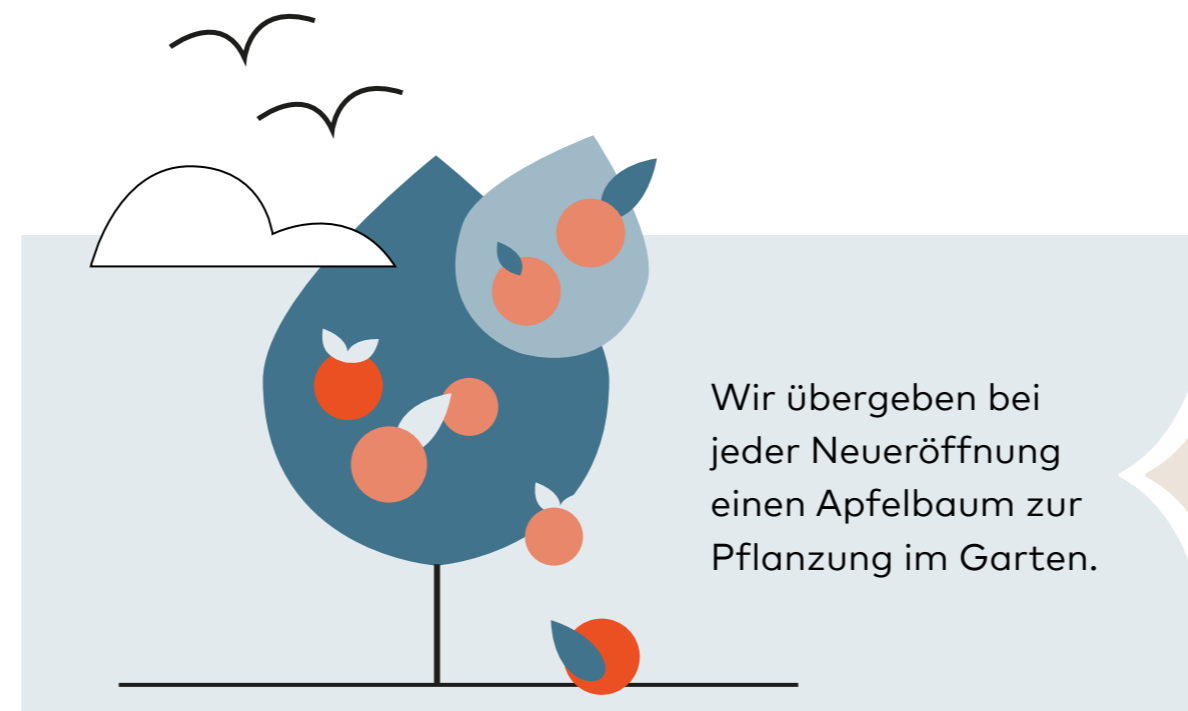 Wir übergeben bei
jeder Neueröffnung
einen Apfelbaum zur
Pflanzung im Garten.